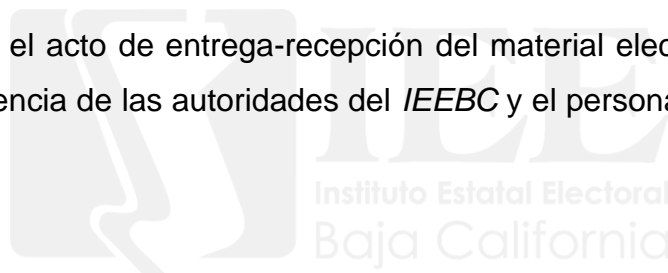 el acto de entrega-recepción del material elec
encia de las autoridades del IEEBC y el persona
IEE
Instituto Estatal Electoral
Baja California